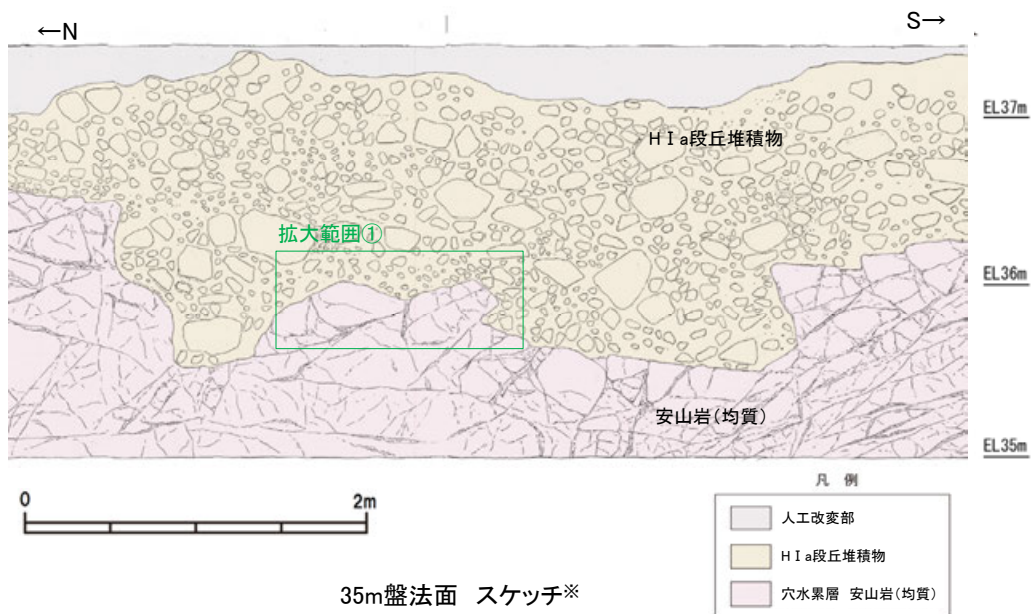 ←N
S→
EL37m
HⅠa段丘堆積物
拡大範囲①
EL36m
安山岩(均質)
EL35m
0 2m
凡 例
人工改変部
HⅠa段丘堆積物
穴水累層 安山岩(均質)
35m盤法面 スケッチ※